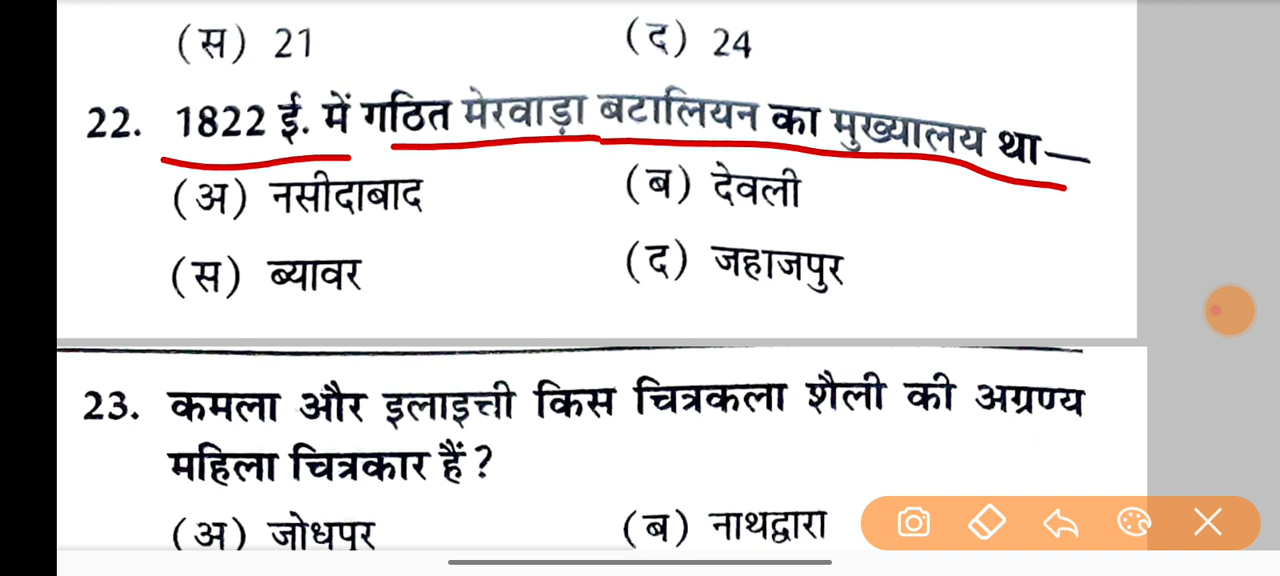 (स) 21 (द) 24
22. 1822 ई. में गठित मेरवाड़ा बटालियन का मुख्यालय था—
(अ) नसीदाबाद (ब) देवली
(स) ब्यावर (द) जहाजपुर
23. कमला और इलाइची किस चित्रकला शैली की अग्रण्य
महिला चित्रकार हैं?
(अ) जोधपुर (ब) नाथद्वारा